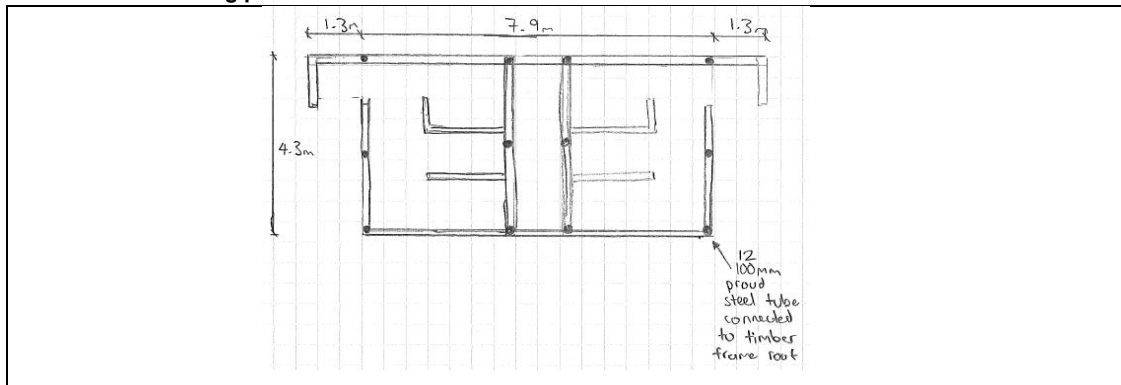 1.3m 7.9m 1.3m
4.3m
12
100mm
proud
steel tube
connected
to timber
frame roof